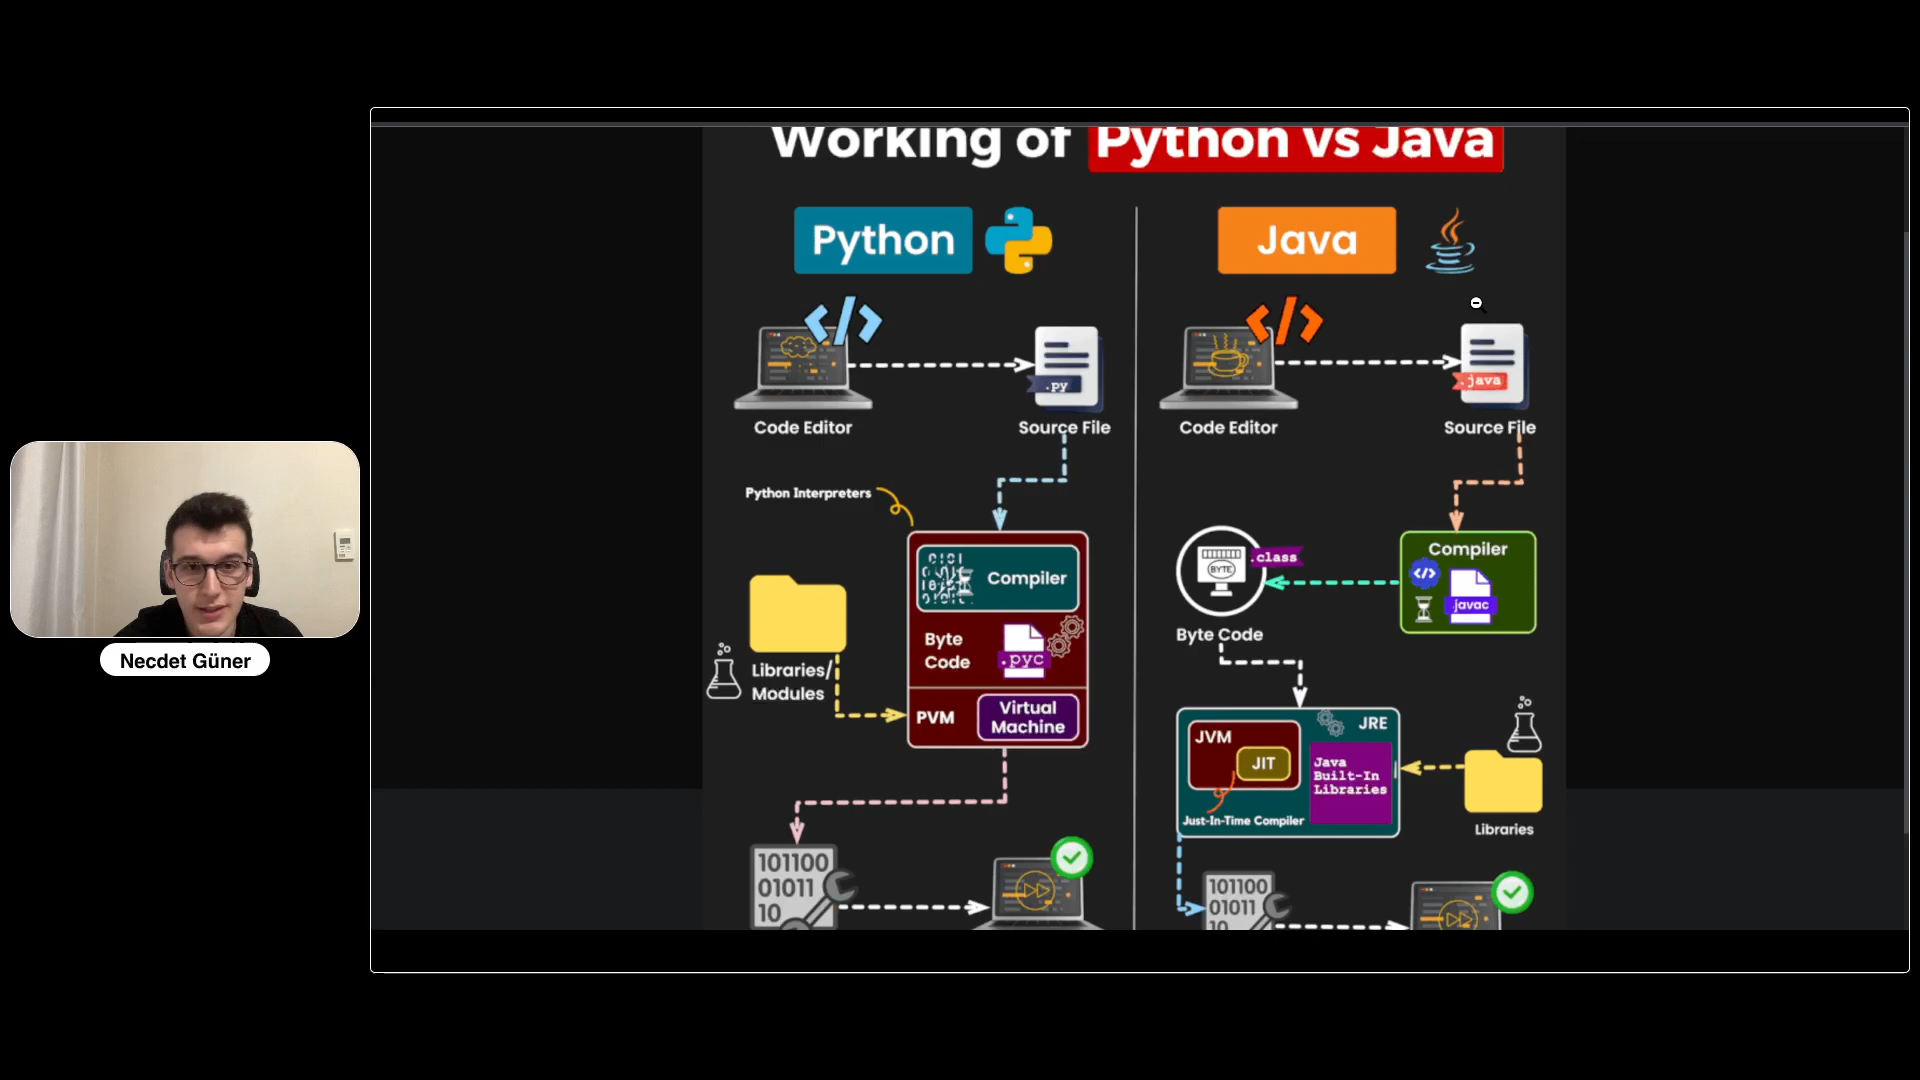 Working of Python vs Java
Python
Java
.py
.java
Code Editor
Source File
Code Editor
Source File
Python Interpreters
Compiler
Byte
Code
.pyc
PVM
Virtual
Machine
Libraries/
Modules
.class
BYTE
Byte Code
Compiler
.javac
JRE
JVM
JIT
Java
Built-In
Libraries
Just-In-Time Compiler
Libraries
101100
01011
10
101100
01011
10
Necdet Güner